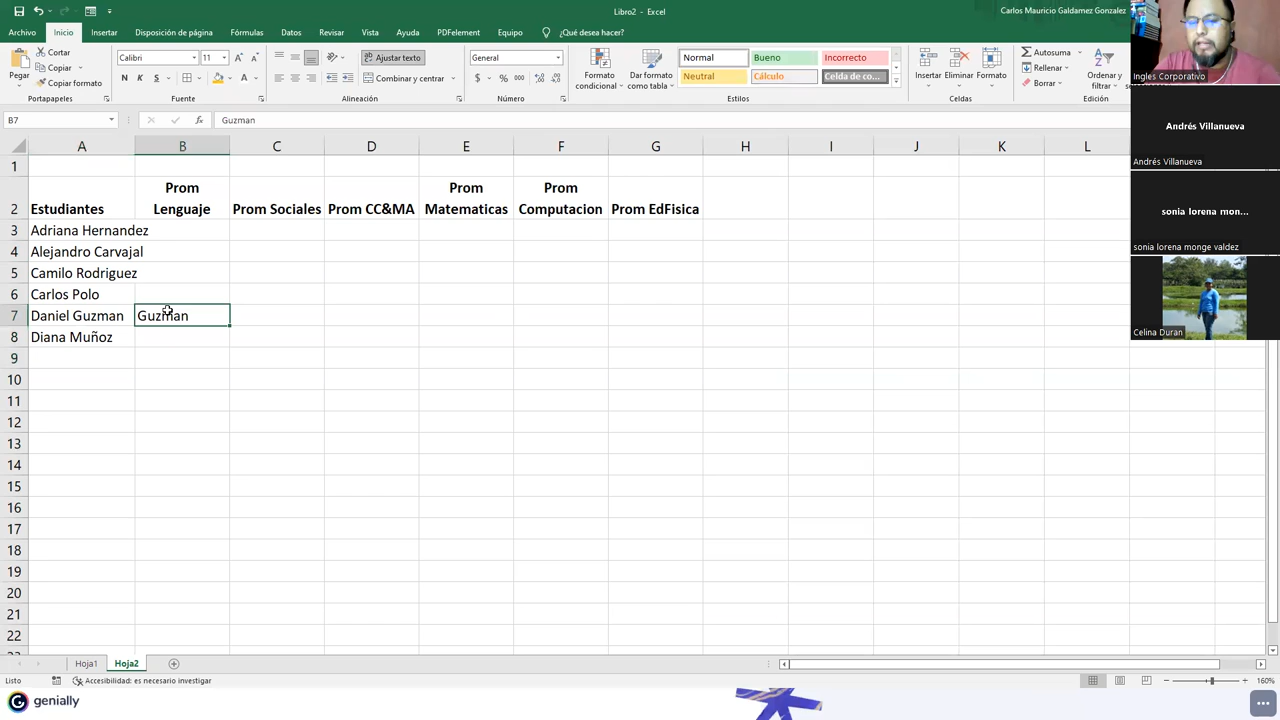 Libro2 - Excel
Carlos Mauricio Galdamez Gonzalez
Archivo Inicio Insertar Disposición de página Fórmulas Datos Revisar Vista Ayuda PDFelement Equipo ¿Qué desea hacer?
Pegar
Cortar
Copiar
Portapapeles
Calibri 11
N K S
Fuente
Ajustar texto
Combinar y centrar
Alineación
General
$ % 000
Número
Formato condicional
Dar formato como tabla
Normal Bueno Incorrecto
Neutral Cálculo Celda de co...
Estilos
Insertar Eliminar Formato
Celdas
Autosuma
Rellenar
Borrar
Ordenar y filtrar
Edición
B7 fx Guzman
A B C D E F G H I J K L
1
2 Estudiantes Prom Lenguaje Prom Sociales Prom CC&MA Prom Matematicas Prom Computacion Prom EdFisica
3 Adriana Hernandez
4 Alejandro Carvajal
5 Camilo Rodriguez
6 Carlos Polo
7 Daniel Guzman Guzman
8 Diana Muñoz
9
10
11
12
13
14
15
16
17
18
19
20
21
22
Hoja1 Hoja2
Listo Accesibilidad: es necesario investigar 160%
genially
Ingles Corporativo
Andrés Villanueva
Andrés Villanueva
sonia lorena mon...
sonia lorena monge valdez
Celina Duran